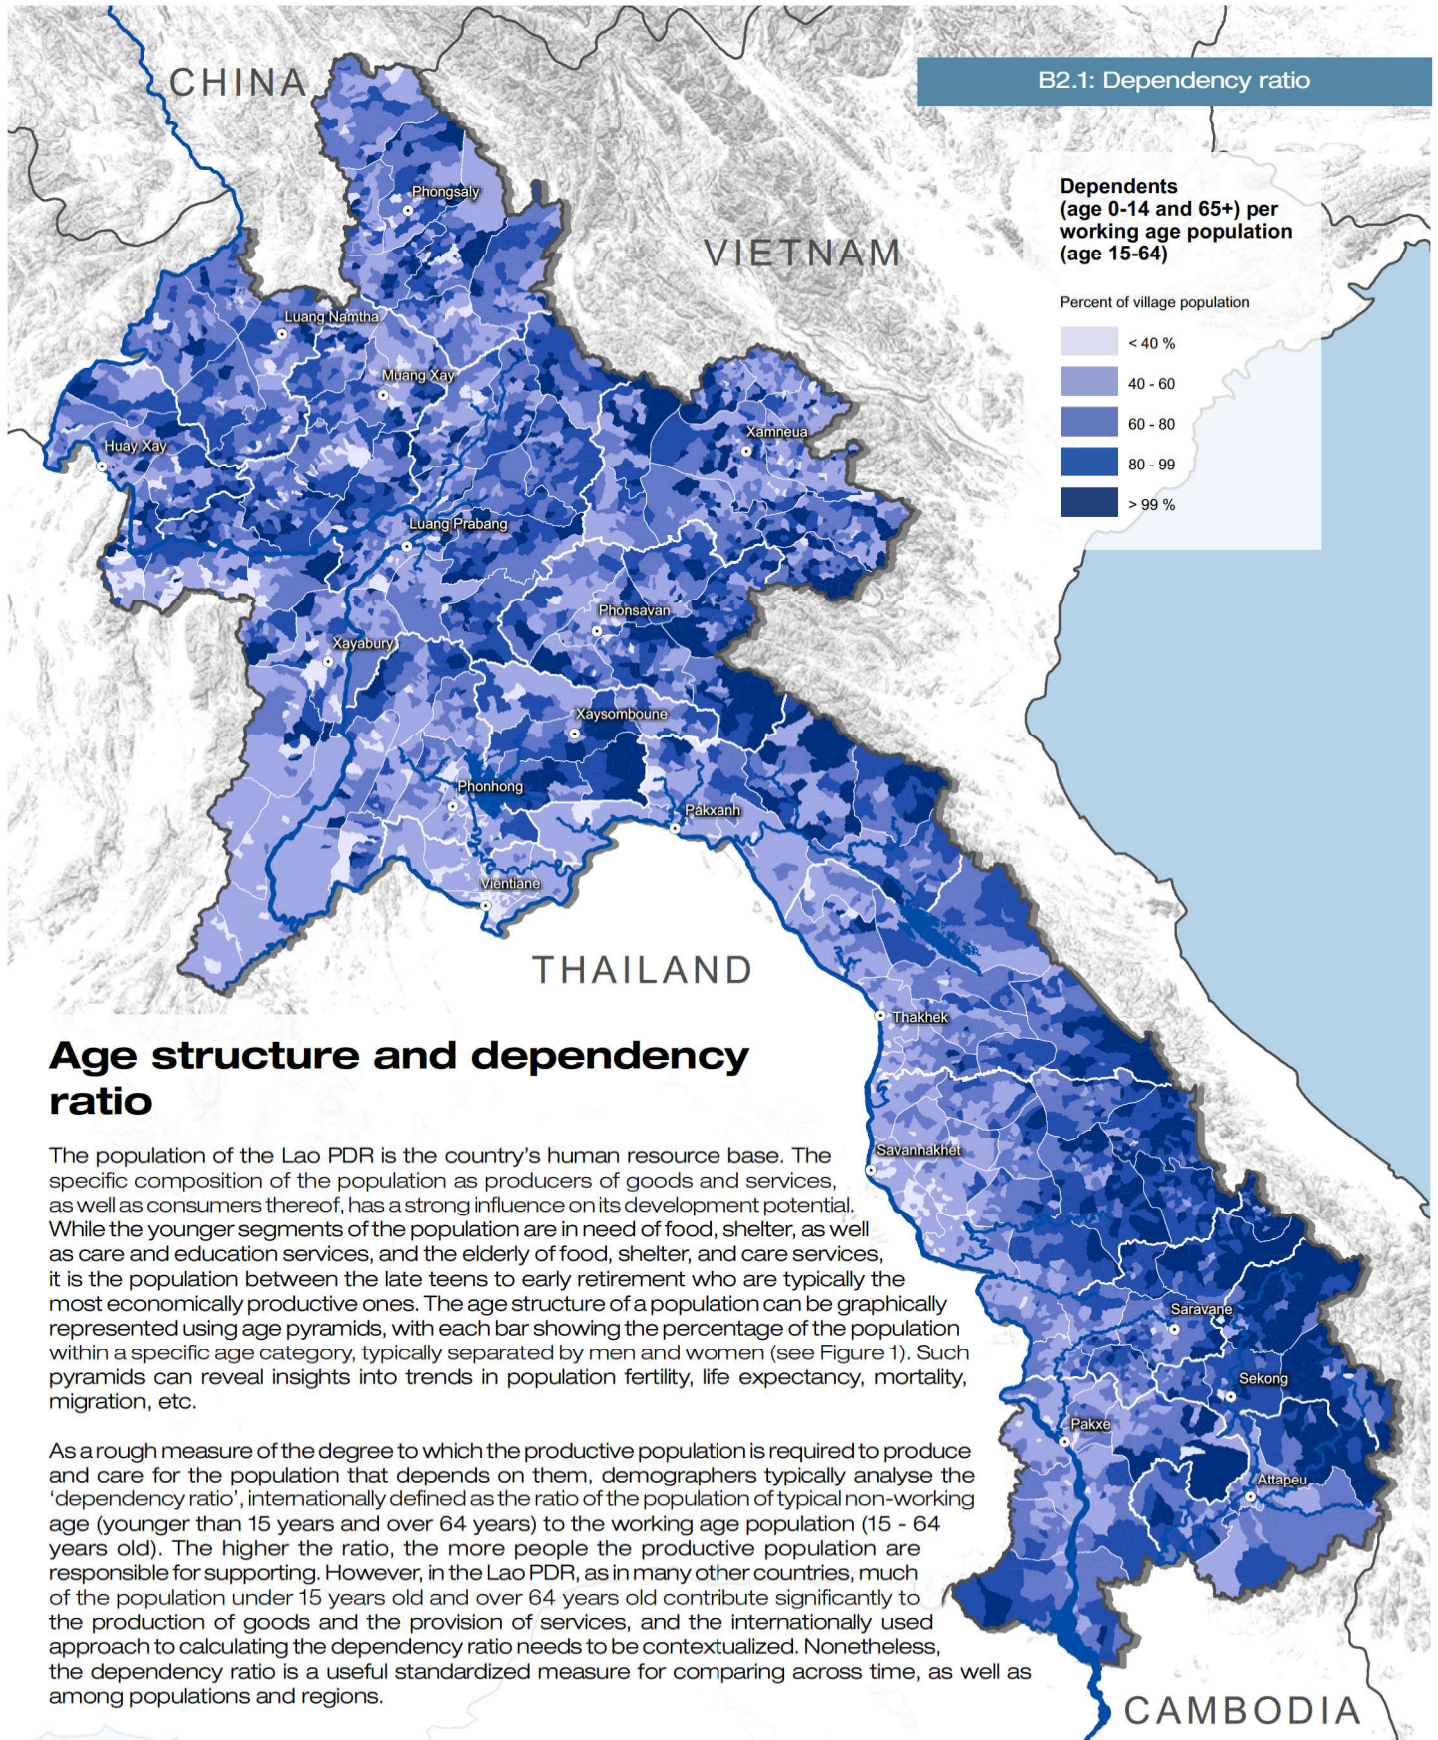 CHINA
B2.1: Dependency ratio
Dependents
(age 0-14 and 65+) per
working age population
(age 15-64)
Phongsaly
VIETNAM
Percent of village population
Luang Namtha
< 40 %
Muang Xay
40 - 60
60 - 80
Xamneua
Huay Xay
80 - 99
> 99 %
Luang Prabang
Phonsavan
Xayabury
Xaysomboune
Phonhong
Pakxanh
Vientiane
THAILAND
Thakhek
Age structure and dependency
ratio
Savannakhet
The population of the Lao PDR is the country's human resource base. The
specific composition of the population as producers of goods and services,
as well as consumers thereof, has a strong influence on its development potential.
While the younger segments of the population are in need of food, shelter, as well
as care and education services, and the elderly of food, shelter, and care services,
it is the population between the late teens to early retirement who are typically the
most economically productive ones. The age structure of a population can be graphically
represented using age pyramids, with each bar showing the percentage of the population
within a specific age category, typically separated by men and women (see Figure 1). Such
pyramids can reveal insights into trends in population fertility, life expectancy, mortality,
migration, etc.
Saravane
Sekong
Pakxe
Attapeu
As a rough measure of the degree to which the productive population is required to produce
and care for the population that depends on them, demographers typically analyse the
'dependency ratio', internationally defined as the ratio of the population of typical non-working
age (younger than 15 years and over 64 years) to the working age population (15 - 64
years old). The higher the ratio, the more people the productive population are
responsible for supporting. However, in the Lao PDR, as in many other countries, much
of the population under 15 years old and over 64 years old contribute significantly to
the production of goods and the provision of services, and the internationally used
approach to calculating the dependency ratio needs to be contextualized. Nonetheless,
the dependency ratio is a useful standardized measure for comparing across time, as well as
among populations and regions.
CAMBODIA